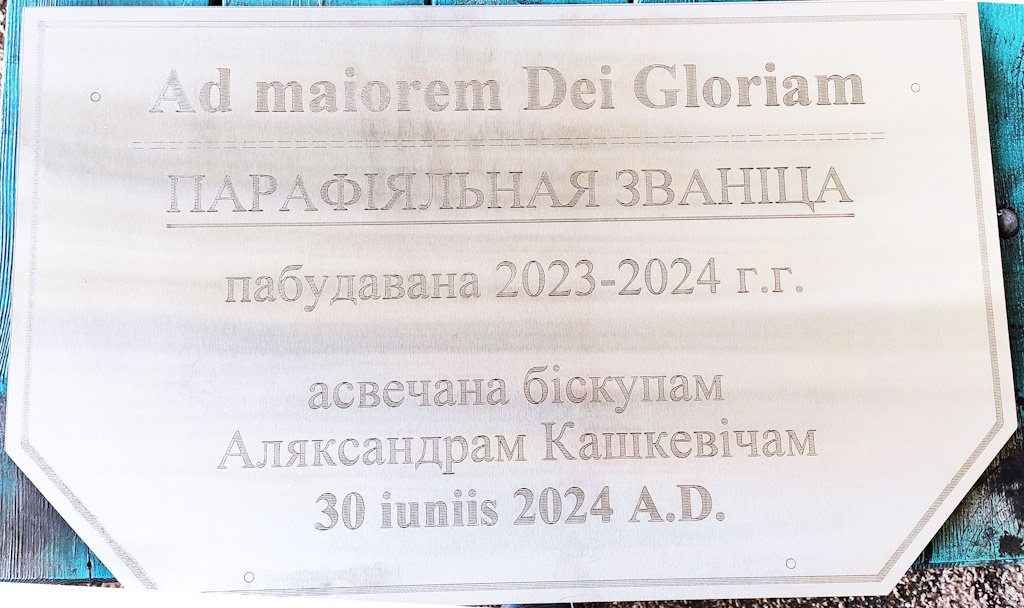 Ad maiorem Dei Gloriam
ПАРАФІЯЛЬНАЯ ЗВАНІЦА
пабудавана 2023-2024 г.г.
асвечана біскупам
Аляксандрам Кашкевічам
30 iuniis 2024 A.D.